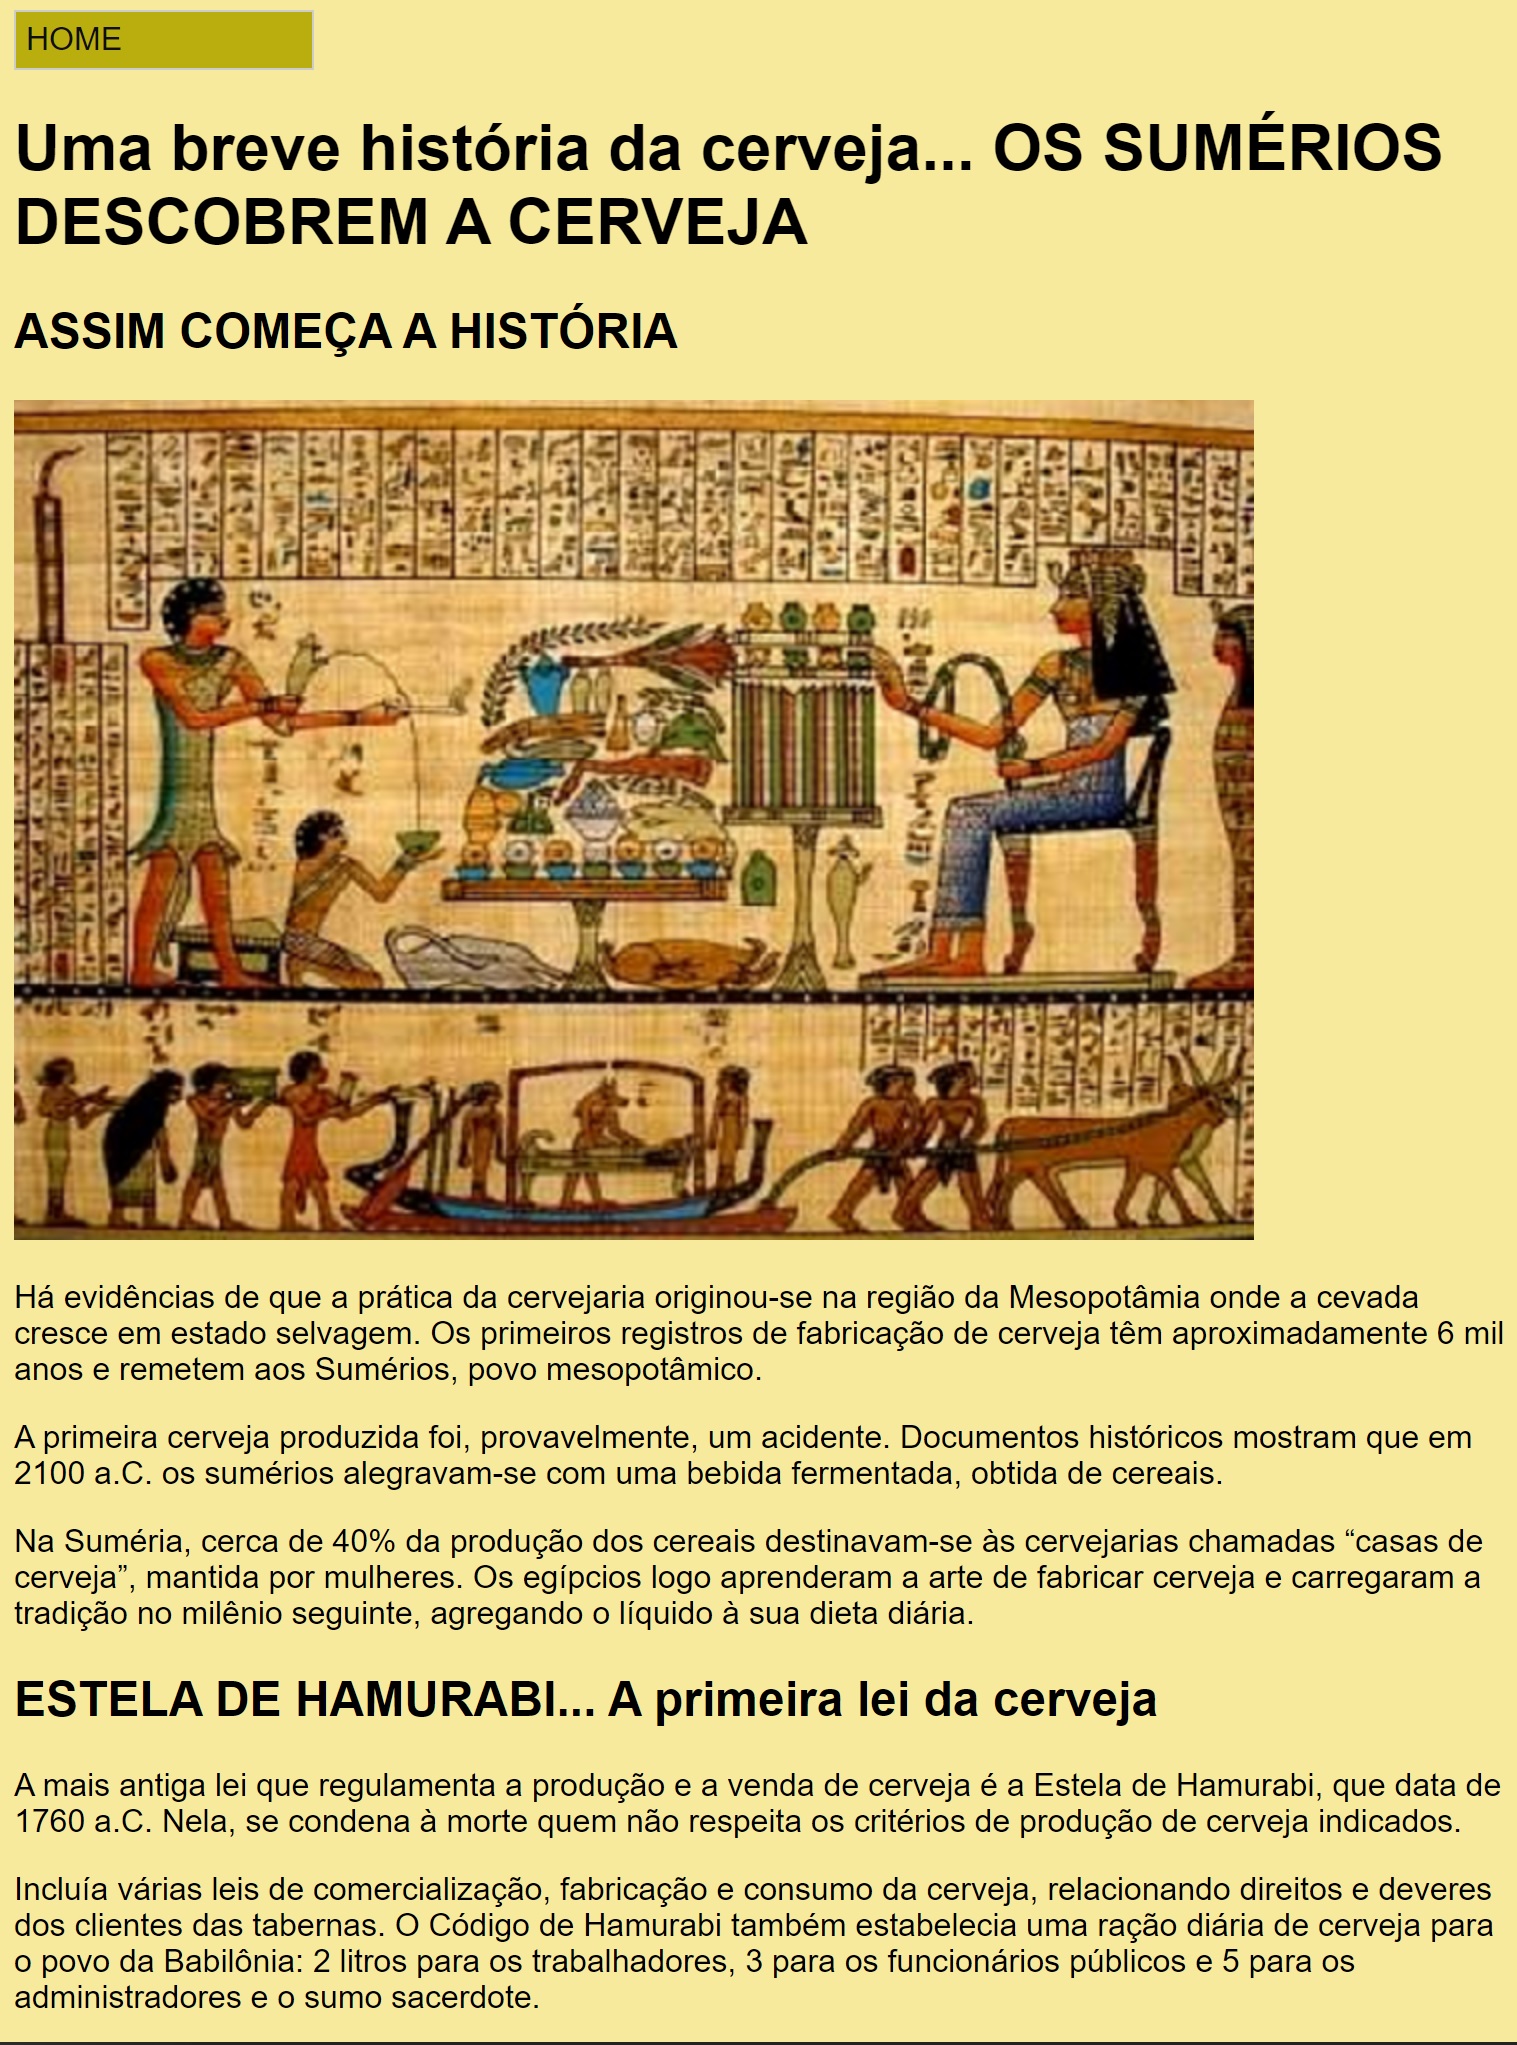 HOME
Uma breve história da cerveja... OS SUMÉRIOS
DESCOBREM A CERVEJA
ASSIM COMEÇA A HISTÓRIA
Há evidências de que a prática da cervejaria originou-se na região da Mesopotâmia onde a cevada
cresce em estado selvagem. Os primeiros registros de fabricação de cerveja têm aproximadamente 6 mil
anos e remetem aos Sumérios, povo mesopotâmico.
A primeira cerveja produzida foi, provavelmente, um acidente. Documentos históricos mostram que em
2100 a.C. os sumérios alegravam-se com uma bebida fermentada, obtida de cereais.
Na Suméria, cerca de 40% da produção dos cereais destinavam-se às cervejarias chamadas “casas de
cerveja”, mantida por mulheres. Os egípcios logo aprenderam a arte de fabricar cerveja e carregaram a
tradição no milênio seguinte, agregando o líquido à sua dieta diária.
ESTELA DE HAMURABI... A primeira lei da cerveja
A mais antiga lei que regulamenta a produção e a venda de cerveja é a Estela de Hamurabi, que data de
1760 a.C. Nela, se condena à morte quem não respeita os critérios de produção de cerveja indicados.
Incluía várias leis de comercialização, fabricação e consumo da cerveja, relacionando direitos e deveres
dos clientes das tabernas. O Código de Hamurabi também estabelecia uma ração diária de cerveja para
o povo da Babilônia: 2 litros para os trabalhadores, 3 para os funcionários públicos e 5 para os
administradores e o sumo sacerdote.